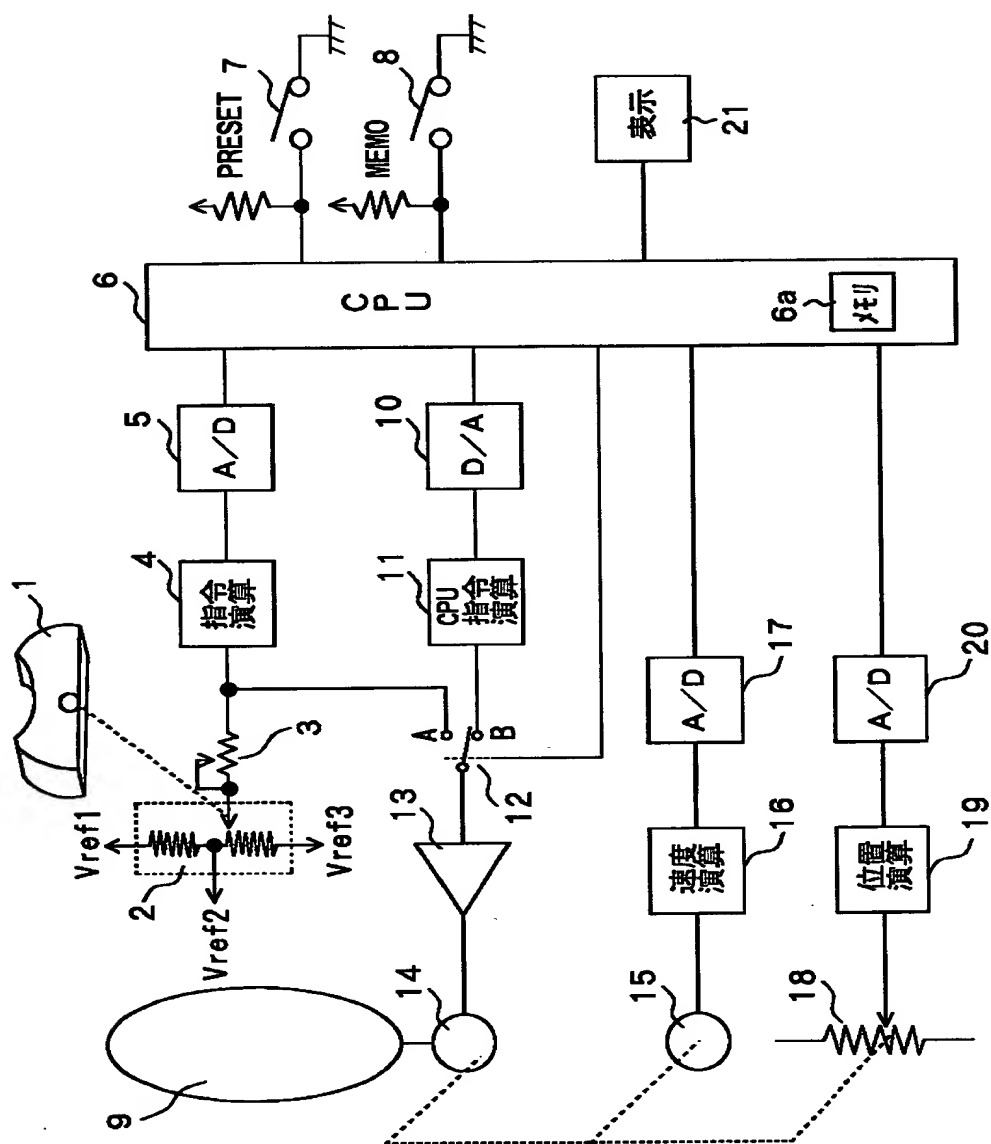 1
Vref1
2
Vref2
Vref3
3
4
指令
演算
5
A/D
6
CPU
6a
メモリ
PRESET
7
MEMO
8
表示
21
9
10
D/A
11
CPU
指令
演算
A
B
12
13
14
15
16
速度
演算
17
A/D
18
19
位置
演算
20
A/D